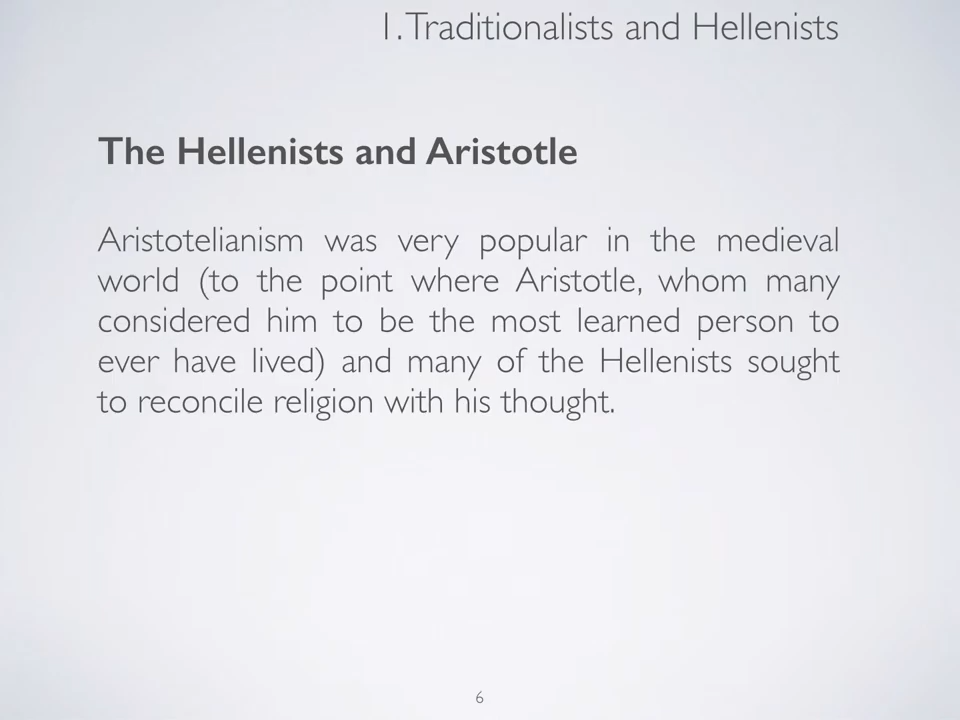 1. Traditionalists and Hellenists
The Hellenists and Aristotle
Aristotelianism was very popular in the medieval
world (to the point where Aristotle, whom many
considered him to be the most learned person to
ever have lived) and many of the Hellenists sought
to reconcile religion with his thought.
6